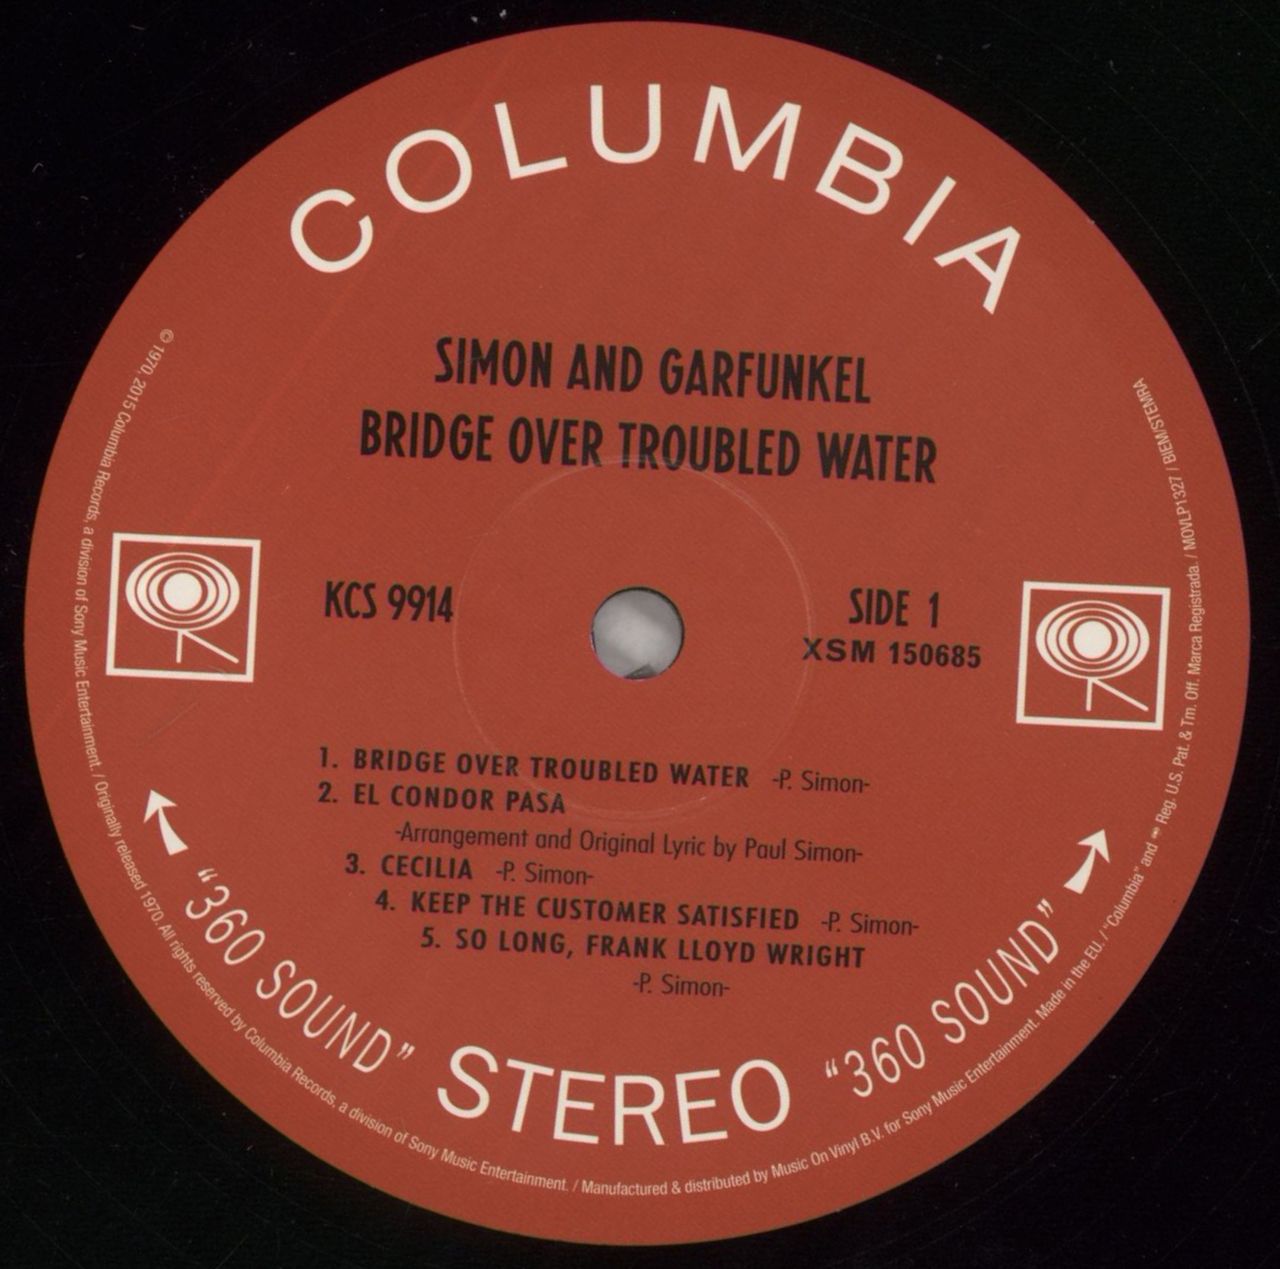 COLUMBIA
SIMON AND GARFUNKEL
BRIDGE OVER TROUBLED WATER
KCS 9914
SIDE 1
XSM 150685
1. BRIDGE OVER TROUBLED WATER -P. Simon-
2. EL CONDOR PASA
-Arrangement and Original Lyric by Paul Simon-
3. CECILIA -P. Simon-
4. KEEP THE CUSTOMER SATISFIED -P. Simon-
5. SO LONG, FRANK LLOYD WRIGHT
-P. Simon-
"360 SOUND" STEREO "360 SOUND"
© 1970, 2015 Columbia Records, a division of Sony Music Entertainment. / Originally released 1970. All rights reserved by Columbia Records, a division of Sony Music Entertainment. / Manufactured & distributed by Music On Vinyl B.V. for Sony Music Entertainment. Made in the EU. / "Columbia" and Reg. U.S. Pat. & Tm. Off. Marca Registrada. / MOVLP1327 / BIEM/STEMRA